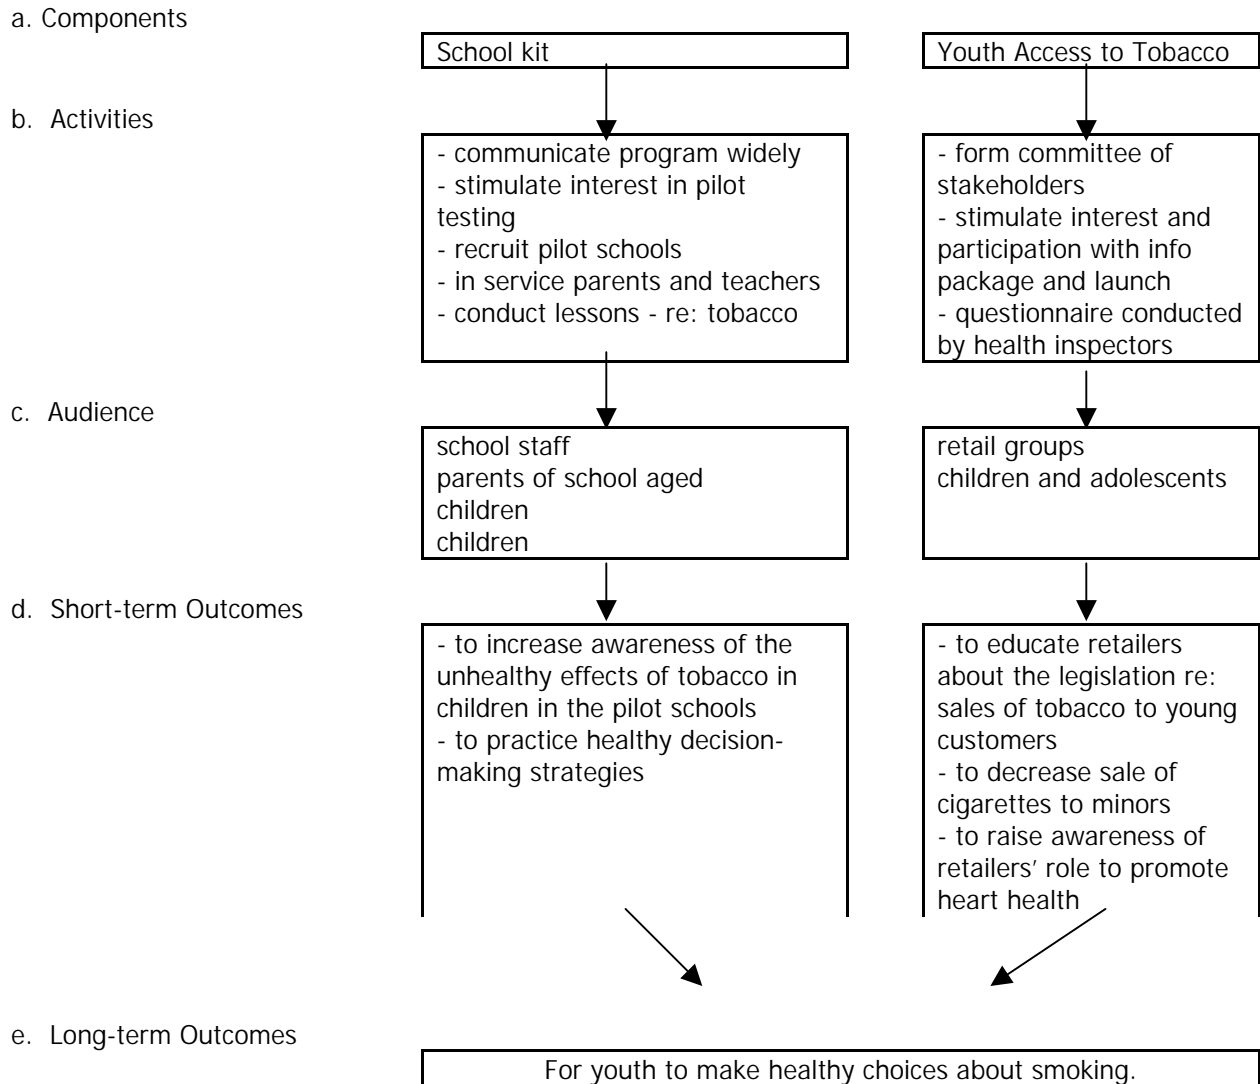 a. Components
School kit
Youth Access to Tobacco
b. Activities
- communicate program widely
- stimulate interest in pilot
testing
- recruit pilot schools
- in service parents and teachers
- conduct lessons - re: tobacco
- form committee of
stakeholders
- stimulate interest and
participation with info
package and launch
- questionnaire conducted
by health inspectors
c. Audience
school staff
parents of school aged
children
children
retail groups
children and adolescents
d. Short-term Outcomes
- to increase awareness of the
unhealthy effects of tobacco in
children in the pilot schools
- to practice healthy decision-
making strategies
- to educate retailers
about the legislation re:
sales of tobacco to young
customers
- to decrease sale of
cigarettes to minors
- to raise awareness of
retailers' role to promote
heart health
e. Long-term Outcomes
For youth to make healthy choices about smoking.